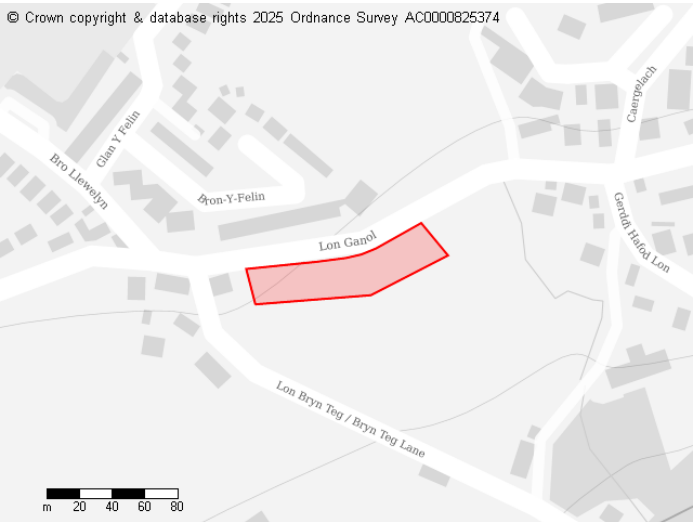 © Crown copyright & database rights 2025 Ordnance Survey AC0000825374
Caergelach
Glan Y Felin
Bro Llewelyn
Bron-Y-Felin
Gerddi Hafod Lon
Lon Ganol
Lon Bryn Teg / Bryn Teg Lane
m 20 40 60 80